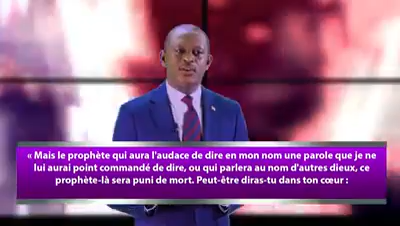 « Mais le prophète qui aura l'audace de dire en mon nom une parole que je ne
lui aurai point commandé de dire, ou qui parlera au nom d'autres dieux, ce
prophète-là sera puni de mort. Peut-être diras-tu dans ton cœur :